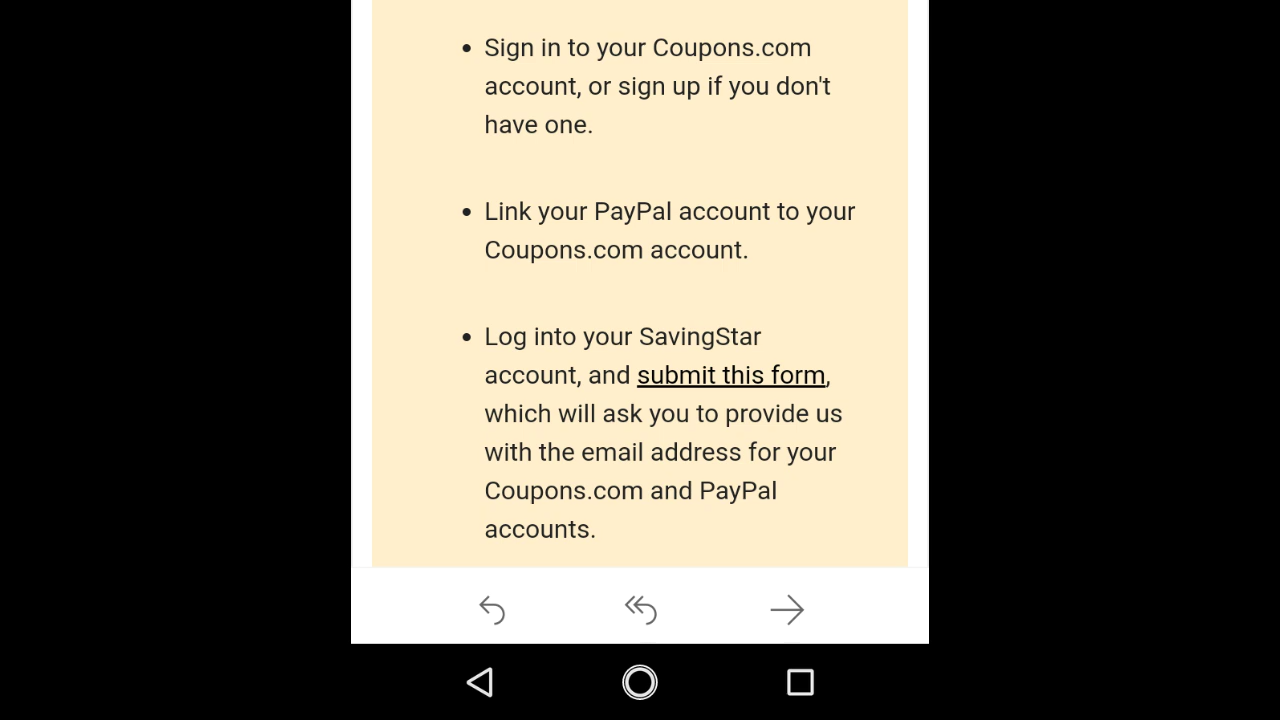 • Sign in to your Coupons.com
account, or sign up if you don't
have one.
• Link your PayPal account to your
Coupons.com account.
• Log into your SavingStar
account, and submit this form,
which will ask you to provide us
with the email address for your
Coupons.com and PayPal
accounts.